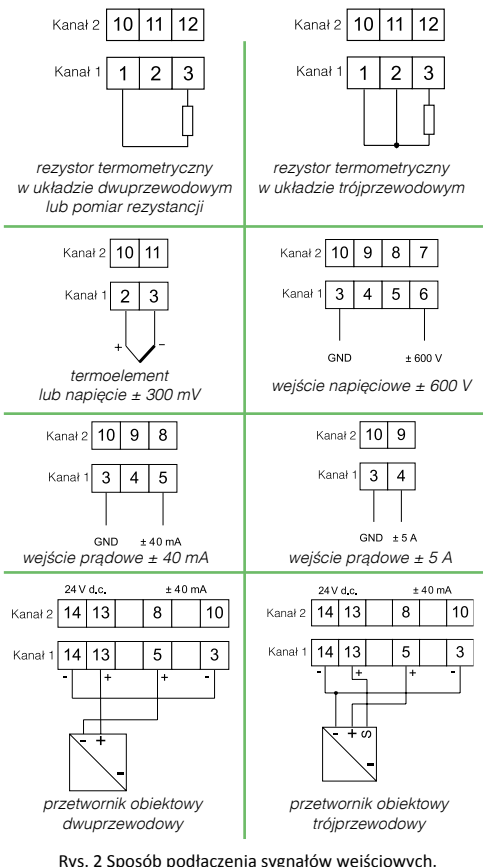 Kanał 2 10 11 12
Kanał 1 1 2 3
rezystor termometryczny
w układzie dwuprzewodowym
lub pomiar rezystancji
Kanał 2 10 11 12
Kanał 1 1 2 3
rezystor termometryczny
w układzie trójprzewodowym
Kanał 2 10 11
Kanał 1 2 3
+ -
termoelement
lub napięcie ± 300 mV
Kanał 2 10 9 8 7
Kanał 1 3 4 5 6
GND ± 600 V
wejście napięciowe ± 600 V
Kanał 2 10 9 8
Kanał 1 3 4 5
GND ± 40 mA
wejście prądowe ± 40 mA
Kanał 2 10 9
Kanał 1 3 4
GND ± 5 A
wejście prądowe ± 5 A
24V d.c. ± 40 mA
Kanał 2 14 13 8 10
Kanał 1 14 13 5 3
- + + -
- +
-
przetwornik obiektowy
dwuprzewodowy
24V d.c. ± 40 mA
Kanał 2 14 13 8 10
Kanał 1 14 13 5 3
- + + -
- + S
-
przetwornik obiektowy
trójprzewodowy
Rys. 2 Sposób podłączenia sygnałów wejściowych.